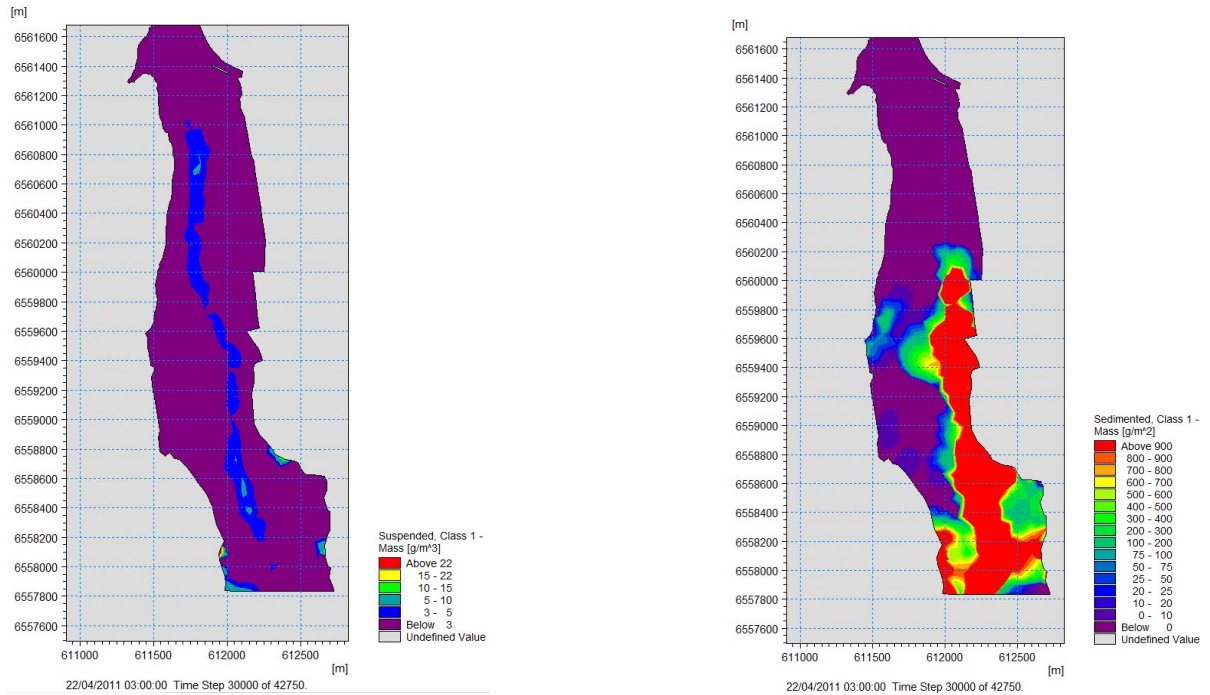 [m]
6561600
6561400
6561200
6561000
6560800
6560600
6560400
6560200
6560000
6559800
6559600
6559400
6559200
6559000
6558800
6558600
6558400
6558200
6558000
6557800
6557600
611000 611500 612000 612500
[m]
22/04/2011 03:00:00 Time Step 30000 of 42750.
Suspended, Class 1 -
Mass [g/m^3]
Above 22
15 - 22
10 - 15
5 - 10
3 - 5
Below 3
Undefined Value
[m]
6561600
6561400
6561200
6561000
6560800
6560600
6560400
6560200
6560000
6559800
6559600
6559400
6559200
6559000
6558800
6558600
6558400
6558200
6558000
6557800
6557600
611000 611500 612000 612500
[m]
22/04/2011 03:00:00 Time Step 30000 of 42750.
Sedimented, Class 1 -
Mass [g/m^2]
Above 900
800 - 900
700 - 800
600 - 700
500 - 600
400 - 500
300 - 400
200 - 300
100 - 200
75 - 100
50 - 75
25 - 50
20 - 25
10 - 20
0 - 10
Below 0
Undefined Value